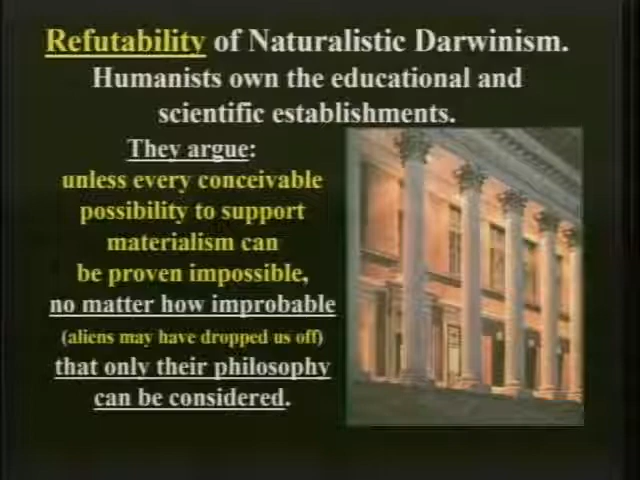 Refutability of Naturalistic Darwinism.
Humanists own the educational and
scientific establishments.
They argue:
unless every conceivable
possibility to support
materialism can
be proven impossible,
no matter how improbable
(aliens may have dropped us off)
that only their philosophy
can be considered.